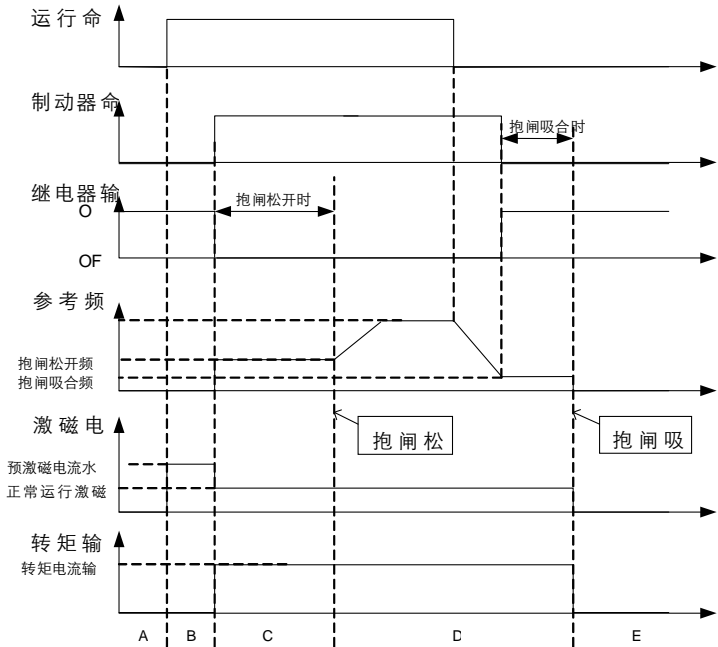 运行命
制动器命
抱闸吸合时
继电器输
O
抱闸松开时
OF
参考频
抱闸松开频
抱闸吸合频
激磁电
抱闸松
抱闸吸
预激磁电流水
正常运行激磁
转矩输
转矩电流输
A B C D E